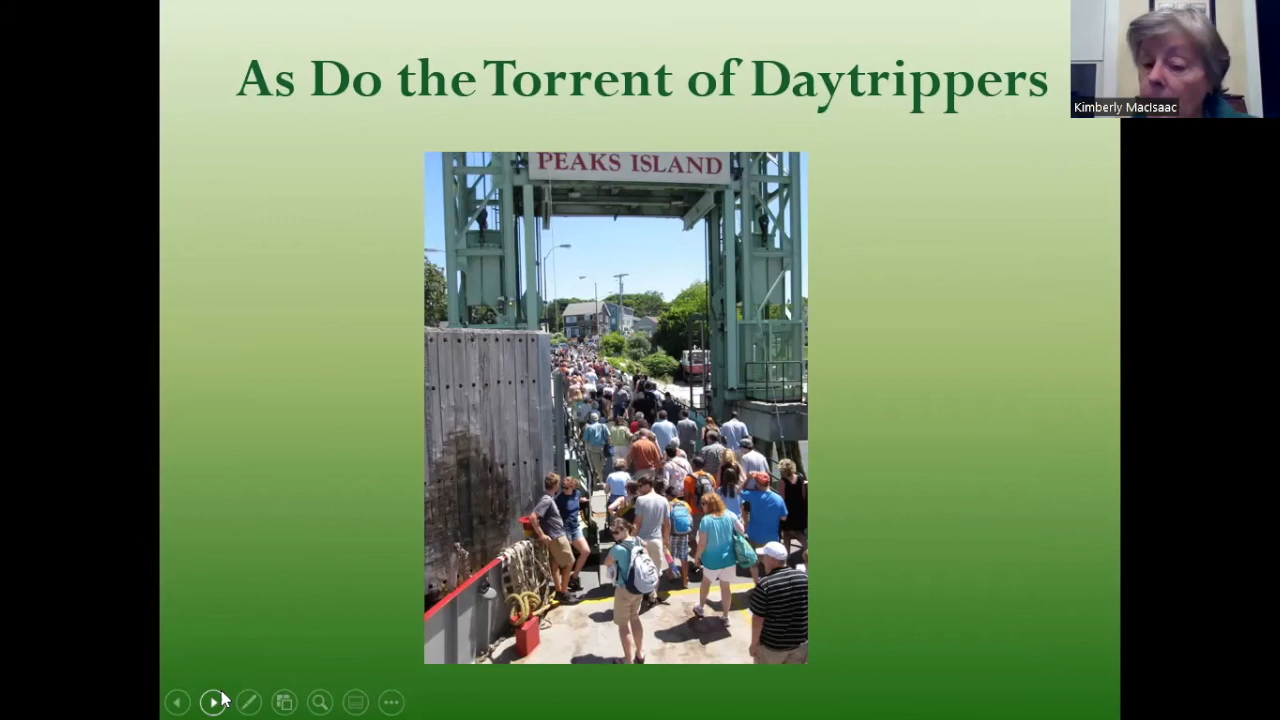 As Do the Torrent of Daytrippers
Kimberly MacIsaac
PEAKS ISLAND